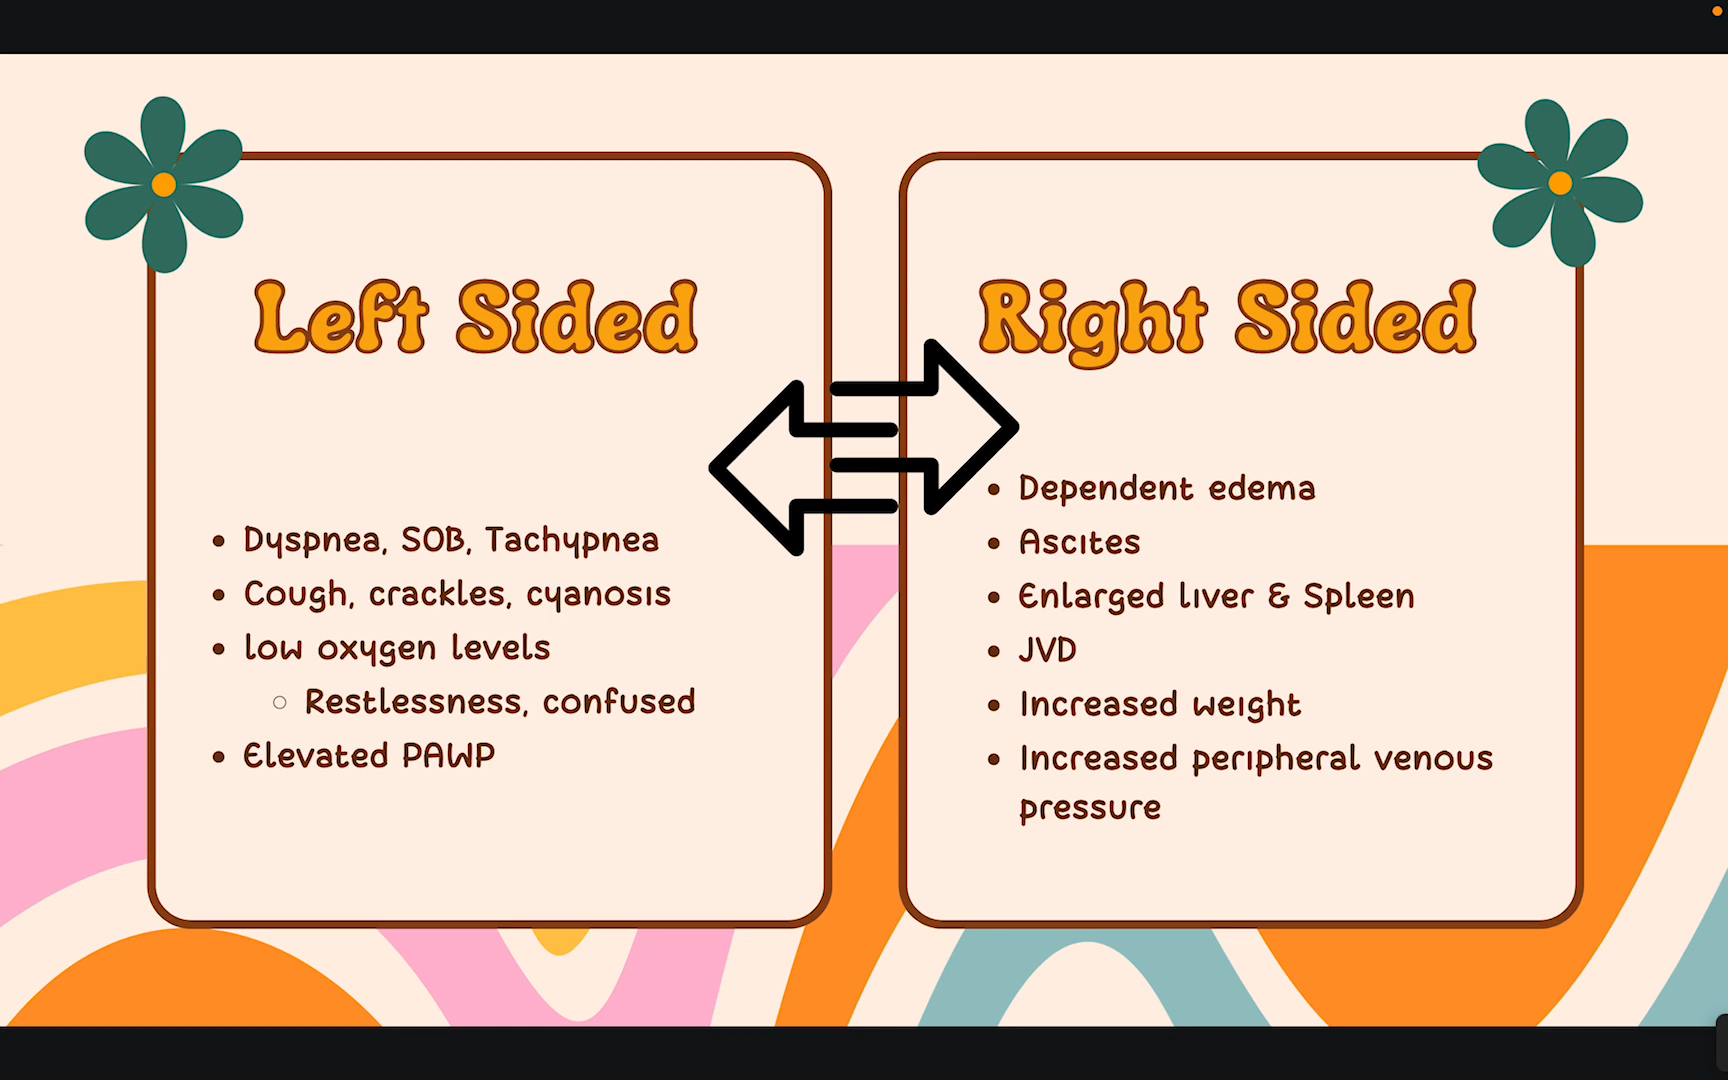 Left Sided
Dyspnea, SOB, Tachypnea
Cough, crackles, cyanosis
low oxygen levels
Restlessness, confused
Elevated PAWP
Right Sided
Dependent edema
Ascites
Enlarged liver & Spleen
JVD
Increased weight
Increased peripheral venous
pressure